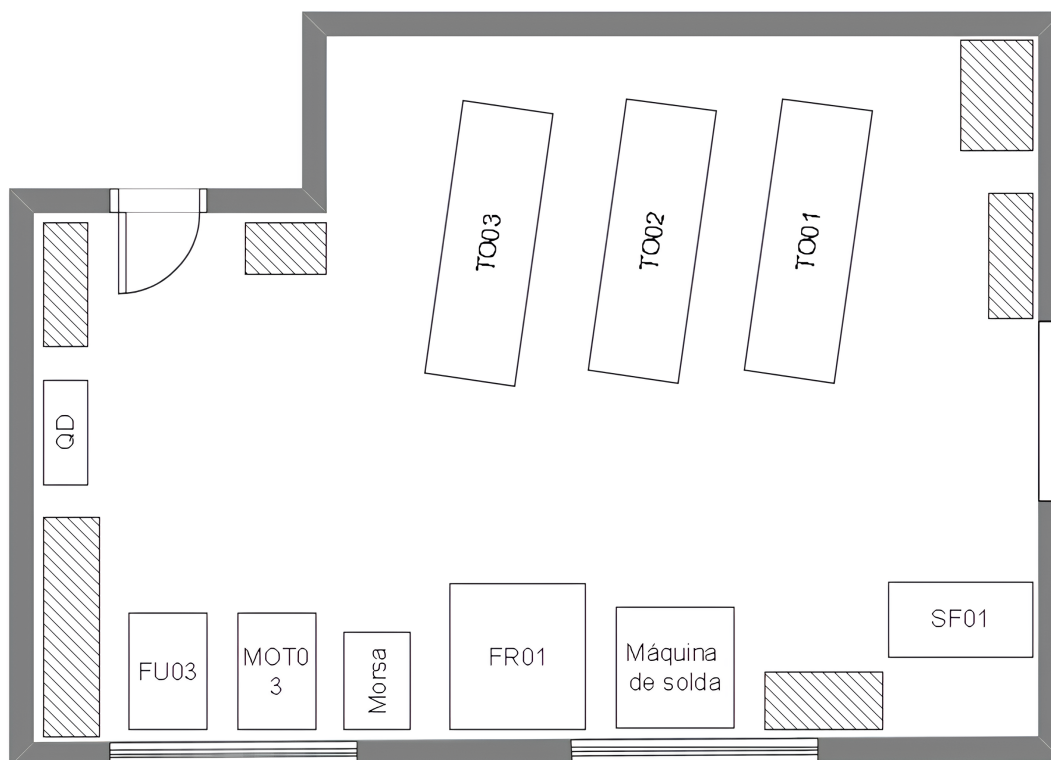 TO03
TO02
TO01
QD
FU03
MOT0
3
Morsa
FR01
Máquina
de solda
SF01